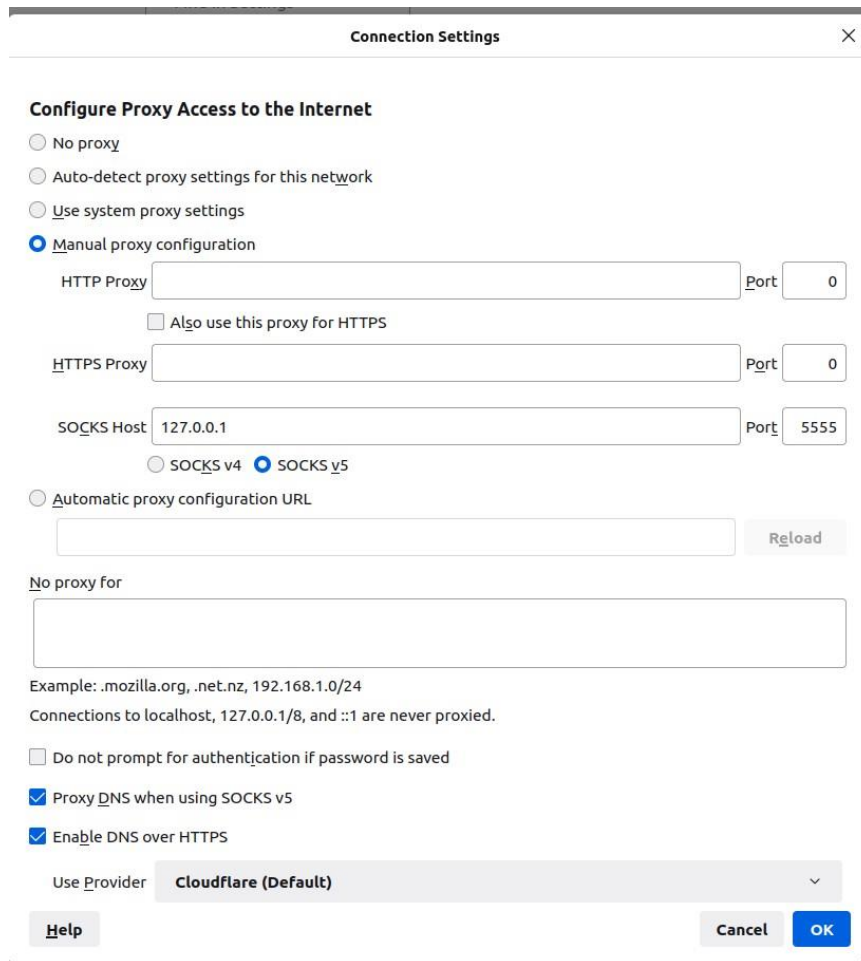 Connection Settings
Configure Proxy Access to the Internet
No proxy
Auto-detect proxy settings for this network
Use system proxy settings
Manual proxy configuration
HTTP Proxy Port 0
Also use this proxy for HTTPS
HTTPS Proxy Port 0
SOCKS Host 127.0.0.1 Port 5555
SOCKS v4 SOCKS v5
Automatic proxy configuration URL
Reload
No proxy for
Example: .mozilla.org, .net.nz, 192.168.1.0/24
Connections to localhost, 127.0.0.1/8, and ::1 are never proxied.
Do not prompt for authentication if password is saved
Proxy DNS when using SOCKS v5
Enable DNS over HTTPS
Use Provider Cloudflare (Default)
Help Cancel OK